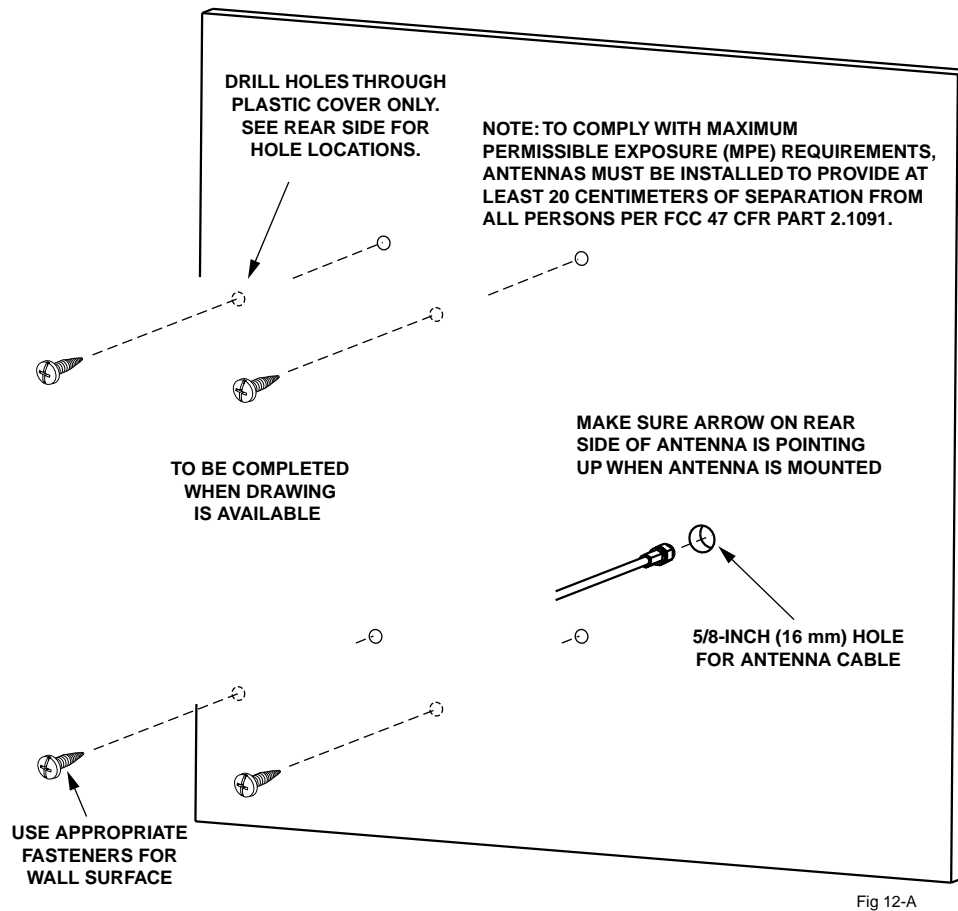 DRILL HOLES THROUGH
PLASTIC COVER ONLY.
SEE REAR SIDE FOR
HOLE LOCATIONS.
NOTE: TO COMPLY WITH MAXIMUM
PERMISSIBLE EXPOSURE (MPE) REQUIREMENTS,
ANTENNAS MUST BE INSTALLED TO PROVIDE AT
LEAST 20 CENTIMETERS OF SEPARATION FROM
ALL PERSONS PER FCC 47 CFR PART 2.1091.
MAKE SURE ARROW ON REAR
SIDE OF ANTENNA IS POINTING
UP WHEN ANTENNA IS MOUNTED
TO BE COMPLETED
WHEN DRAWING
IS AVAILABLE
5/8-INCH (16 mm) HOLE
FOR ANTENNA CABLE
USE APPROPRIATE
FASTENERS FOR
WALL SURFACE
Fig 12-A